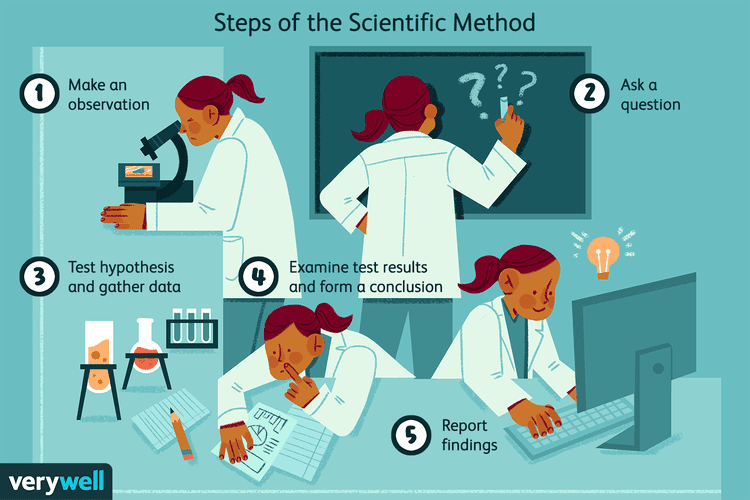 Steps of the Scientific Method
1
Make an
observation
2
Ask a
question
? ? ?
3
Test hypothesis
and gather data
4
Examine test results
and form a conclusion
5
Report
findings
verywell